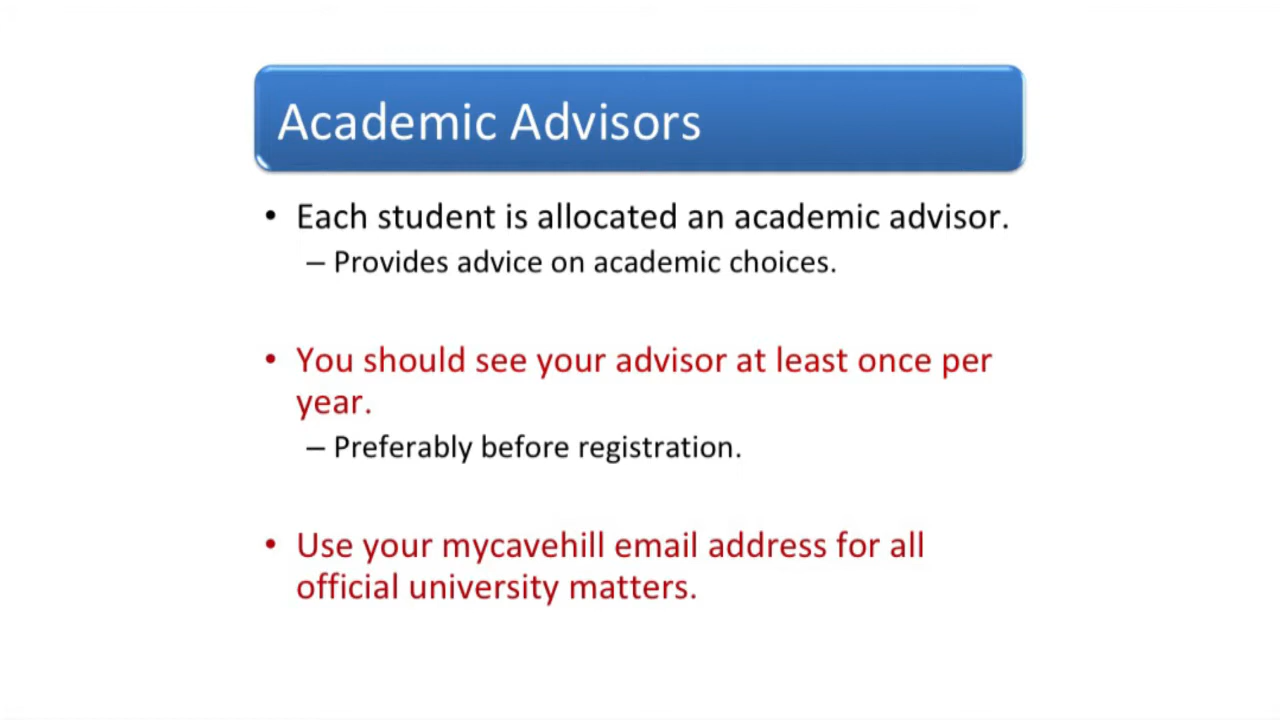 Academic Advisors
• Each student is allocated an academic advisor.
– Provides advice on academic choices.
• You should see your advisor at least once per
year.
– Preferably before registration.
• Use your mycavehill email address for all
official university matters.